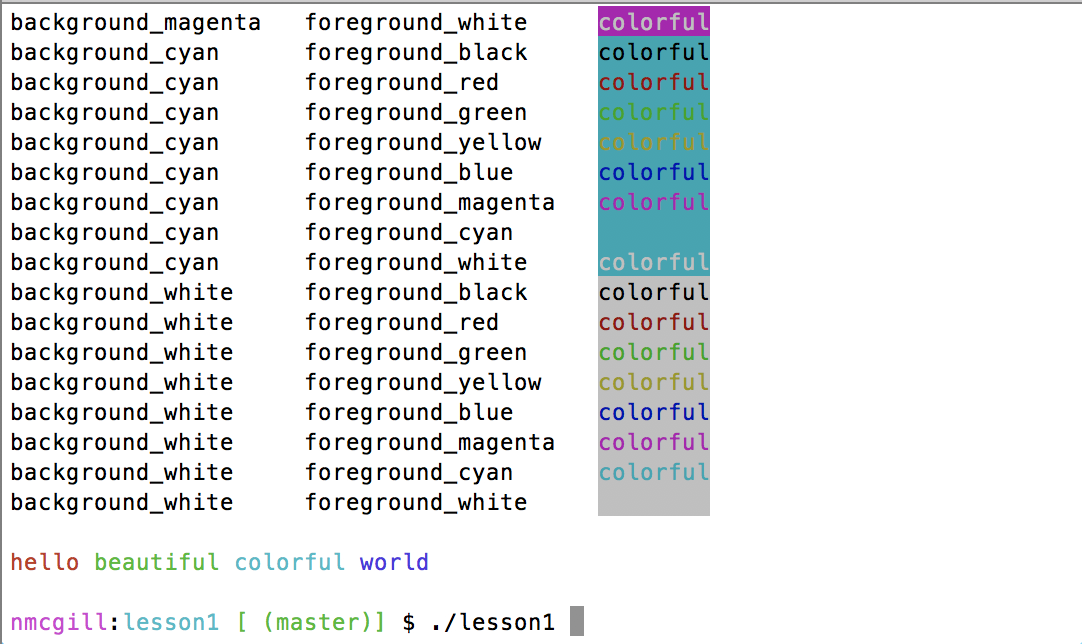 background_magenta foreground_white colorful
background_cyan foreground_black colorful
background_cyan foreground_red colorful
background_cyan foreground_green colorful
background_cyan foreground_yellow colorful
background_cyan foreground_blue colorful
background_cyan foreground_magenta colorful
background_cyan foreground_cyan
background_cyan foreground_white colorful
background_white foreground_black colorful
background_white foreground_red colorful
background_white foreground_green colorful
background_white foreground_yellow colorful
background_white foreground_blue colorful
background_white foreground_magenta colorful
background_white foreground_cyan colorful
background_white foreground_white
hello beautiful colorful world
nmcgill:lesson1 [ (master)] $ ./lesson1